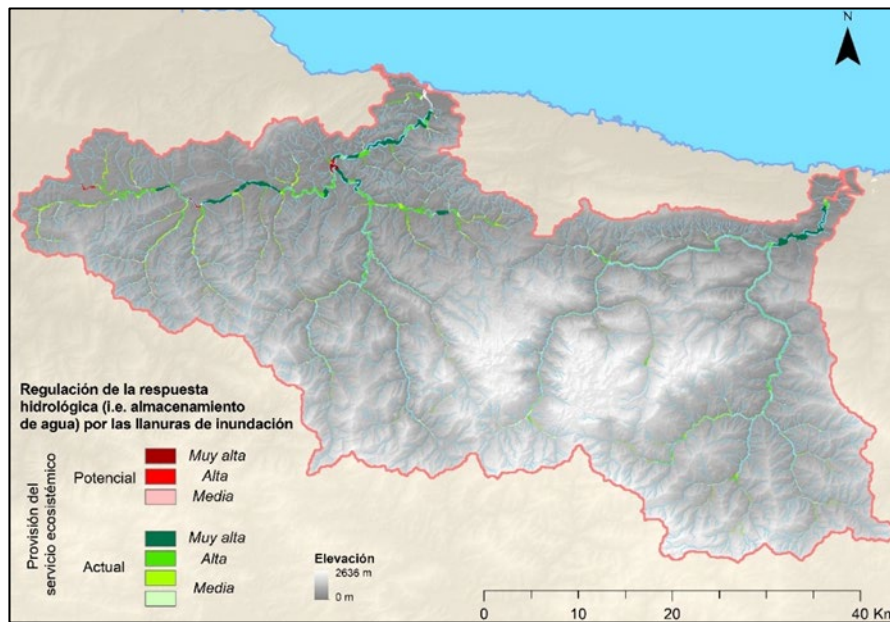 N
Regulación de la respuesta
hidrológica (i.e. almacenamiento
de agua) por las llanuras de inundación
Provisión del
servicio ecosistémico
Potencial
Muy alta
Alta
Media
Actual
Muy alta
Alta
Media
Elevación
2636 m
0 m
0 10 20 40 Km